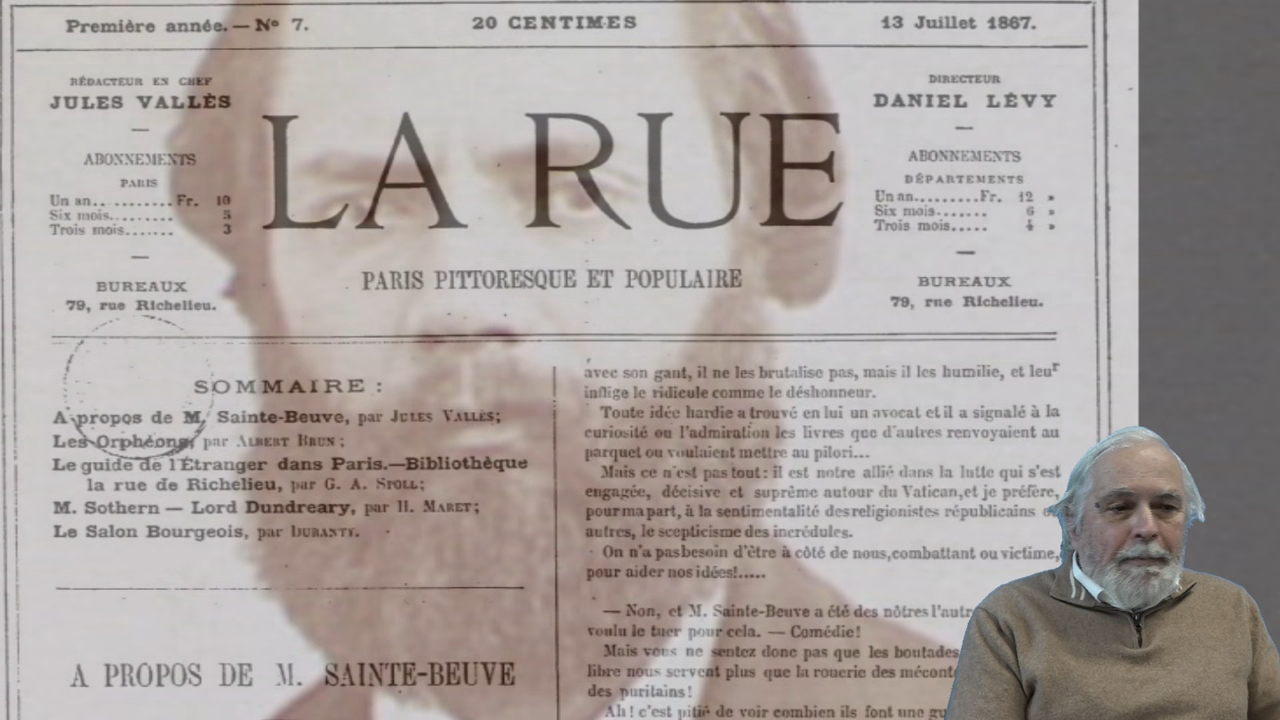 Première année. — Nº 7.
20 CENTIMES
13 Juillet 1867.
RÉDACTEUR EN CHEF
JULES VALLÈS
ABONNEMENTS
PARIS
Un an.......... Fr. 10
Six mois......... 5
Trois mois....... 3
BUREAUX
79, rue Richelieu.
LA RUE
PARIS PITTORESQUE ET POPULAIRE
DIRECTEUR
DANIEL LÉVY
ABONNEMENTS
DÉPARTEMENTS
Un an.........Fr. 12 »
Six mois....... 6 »
Trois mois..... 4 »
BUREAUX
79, rue Richelieu.
SOMMAIRE :
A propos de M. Sainte-Beuve, par JULES VALLÈS;
Les Orphéons, par ALBERT BRUN;
Le guide de l'Étranger dans Paris.—Bibliothèque
la rue de Richelieu, par G. A. STOLL;
M. Sothern — Lord Dundreary, par H. MARET;
Le Salon Bourgeois, par DURANTY.
A PROPOS DE M. SAINTE-BEUVE
avec son gant, il ne les brutalise pas, mais il les humilie, et leur
inflige le ridicule comme le déshonneur.
Toute idée hardie a trouvé en lui un avocat et il a signalé à la
curiosité ou l'admiration les livres que d'autres renvoyaient au
parquet ou voulaient mettre au pilori...
Mais ce n'est pas tout : il est notre allié dans la lutte qui s'est
engagée, décisive et suprême autour du Vatican, et je préfère,
pour ma part, à la sentimentalité des religionistes républicains
autres, le scepticisme des incrédules.
On n'a pas besoin d'être à côté de nous, combattant ou victime,
pour aider nos idées!.....
— Non, et M. Sainte-Beuve a été des nôtres l'autr
voulu le tuer pour cela. — Comédie!
Mais vous ne sentez donc pas que les boutades
libre nous servent plus que la rouerie des mécont
des puritains!
Ah! c'est pitié de voir combien ils font une gu